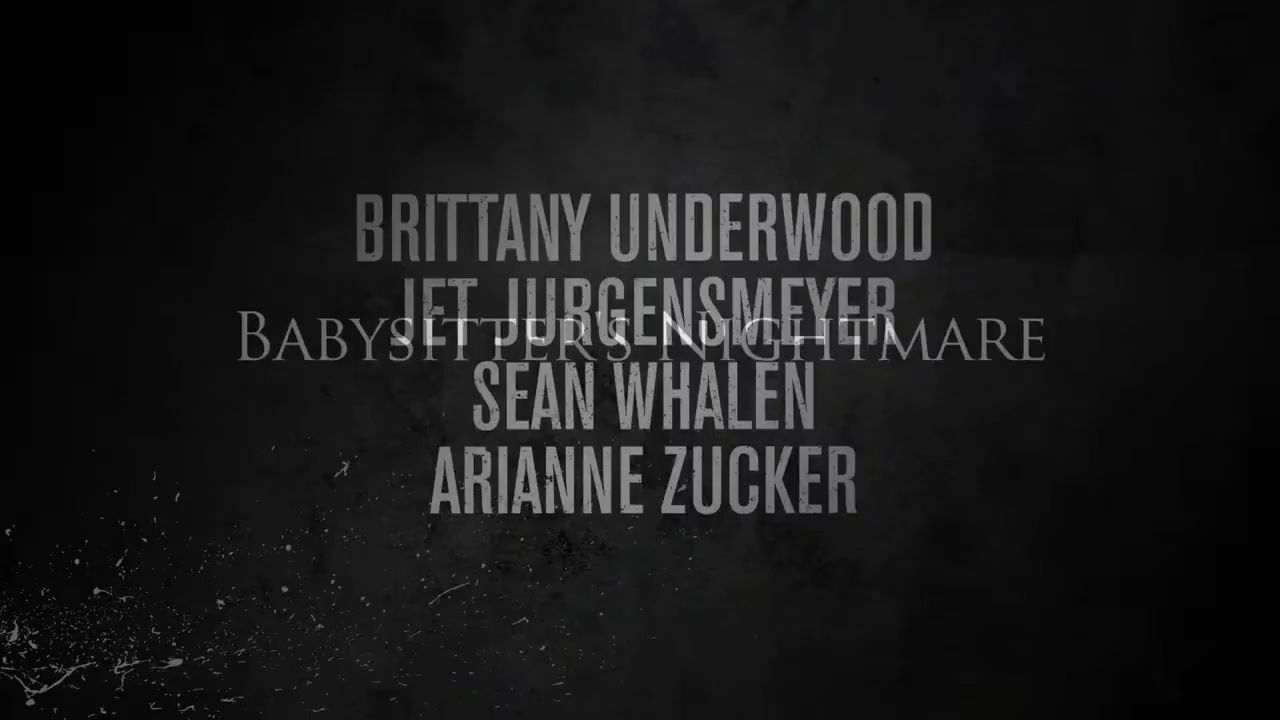 BRITTANY UNDERWOOD
JET JURGENSMEYER
BABYSITTER'S NIGHTMARE
SEAN WHALEN
ARIANNE ZUCKER